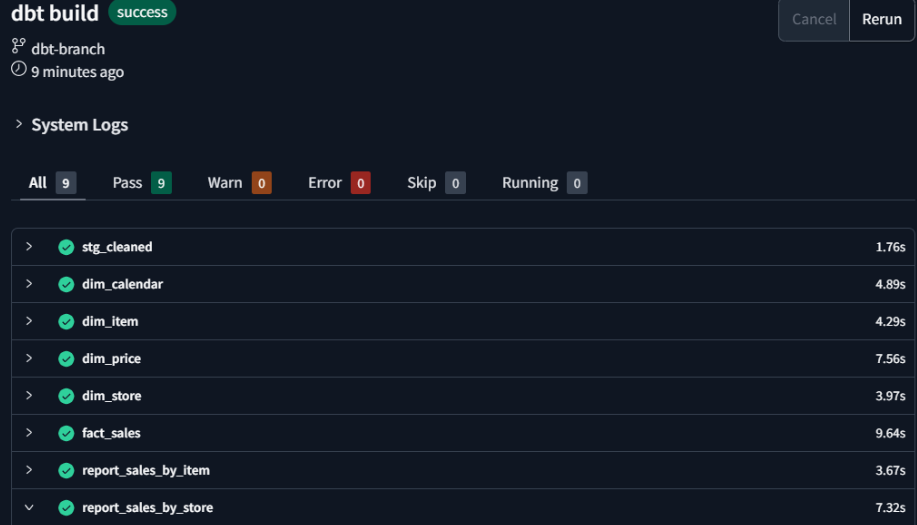 dbt build success
Cancel Rerun
dbt-branch
9 minutes ago
System Logs
All 9 Pass 9 Warn 0 Error 0 Skip 0 Running 0
stg_cleaned 1.76s
dim_calendar 4.89s
dim_item 4.29s
dim_price 7.56s
dim_store 3.97s
fact_sales 9.64s
report_sales_by_item 3.67s
report_sales_by_store 7.32s